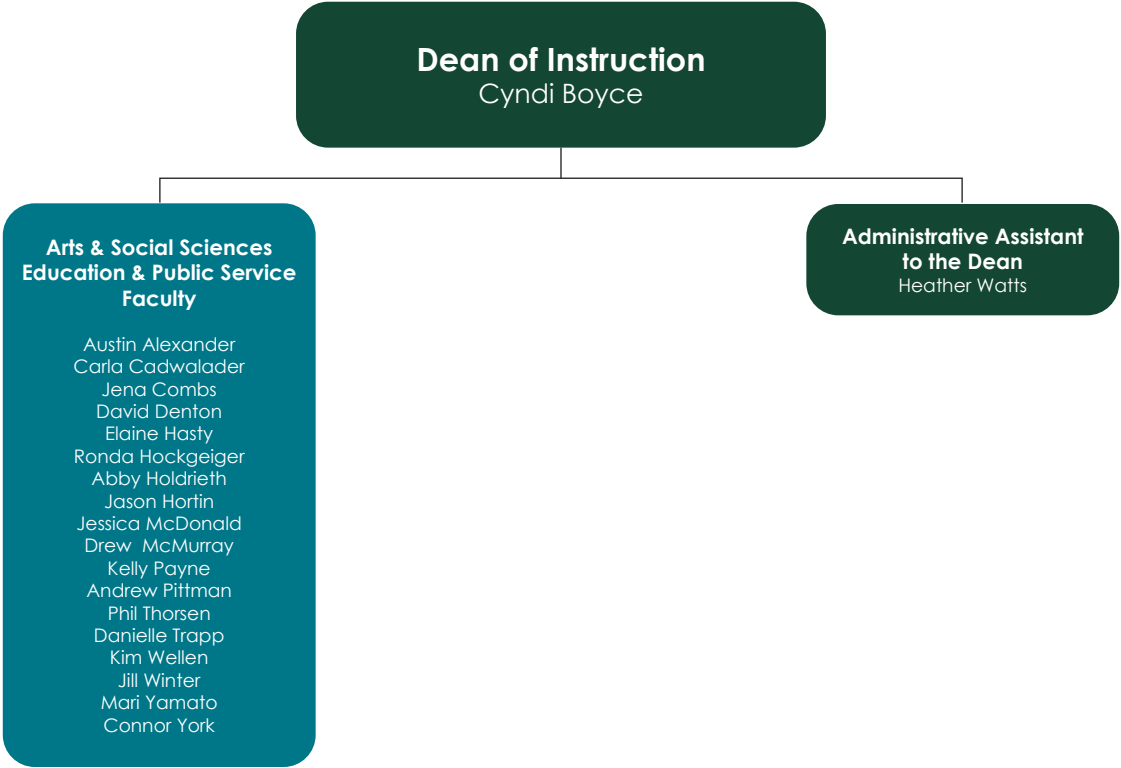 Dean of Instruction
Cyndi Boyce
Arts & Social Sciences
Education & Public Service
Faculty
Austin Alexander
Carla Cadwalader
Jena Combs
David Denton
Elaine Hasty
Ronda Hockgeiger
Abby Holdrieth
Jason Hortin
Jessica McDonald
Drew  McMurray
Kelly Payne
Andrew Pittman
Phil Thorsen
Danielle Trapp
Kim Wellen
Jill Winter
Mari Yamato
Connor York
Administrative Assistant
to the Dean
Heather Watts